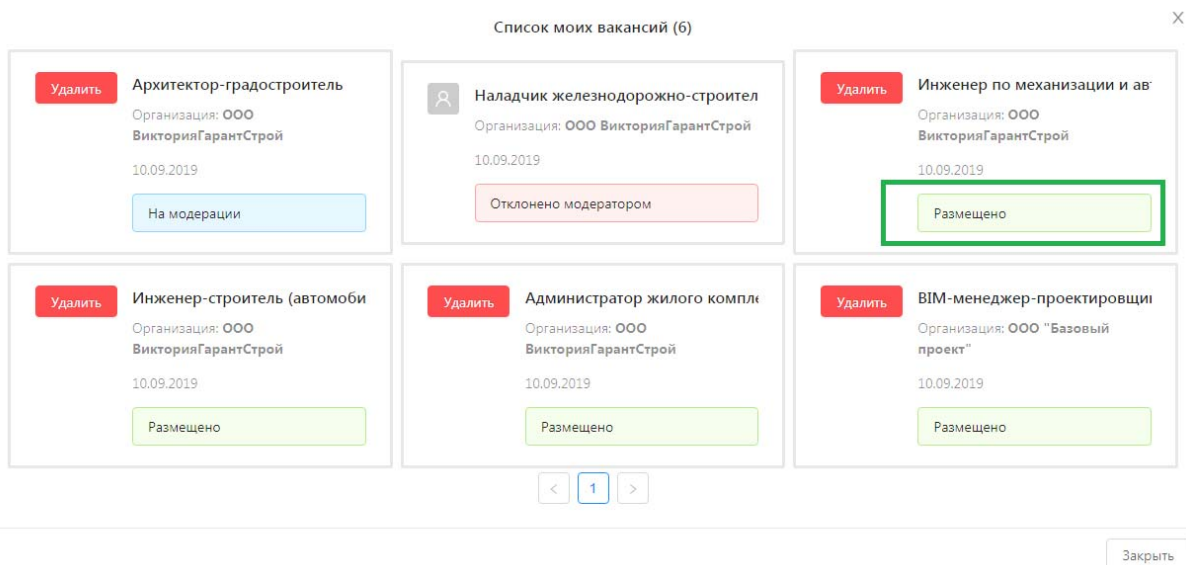 Список моих вакансий (6)
X
Удалить
Архитектор-градостроитель
Организация: ООО
ВикторияГарантСтрой
10.09.2019
На модерации
Наладчик железнодорожно-строител
Организация: ООО ВикторияГарантСтрой
10.09.2019
Отклонено модератором
Удалить
Инженер по механизации и ав
Организация: ООО
ВикторияГарантСтрой
10.09.2019
Размещено
Удалить
Инженер-строитель (автомоби
Организация: ООО
ВикторияГарантСтрой
10.09.2019
Размещено
Удалить
Администратор жилого компле
Организация: ООО
ВикторияГарантСтрой
10.09.2019
Размещено
Удалить
BIM-менеджер-проектировщи
Организация: ООО "Базовый
проект"
10.09.2019
Размещено
< 1 >
Закрыть